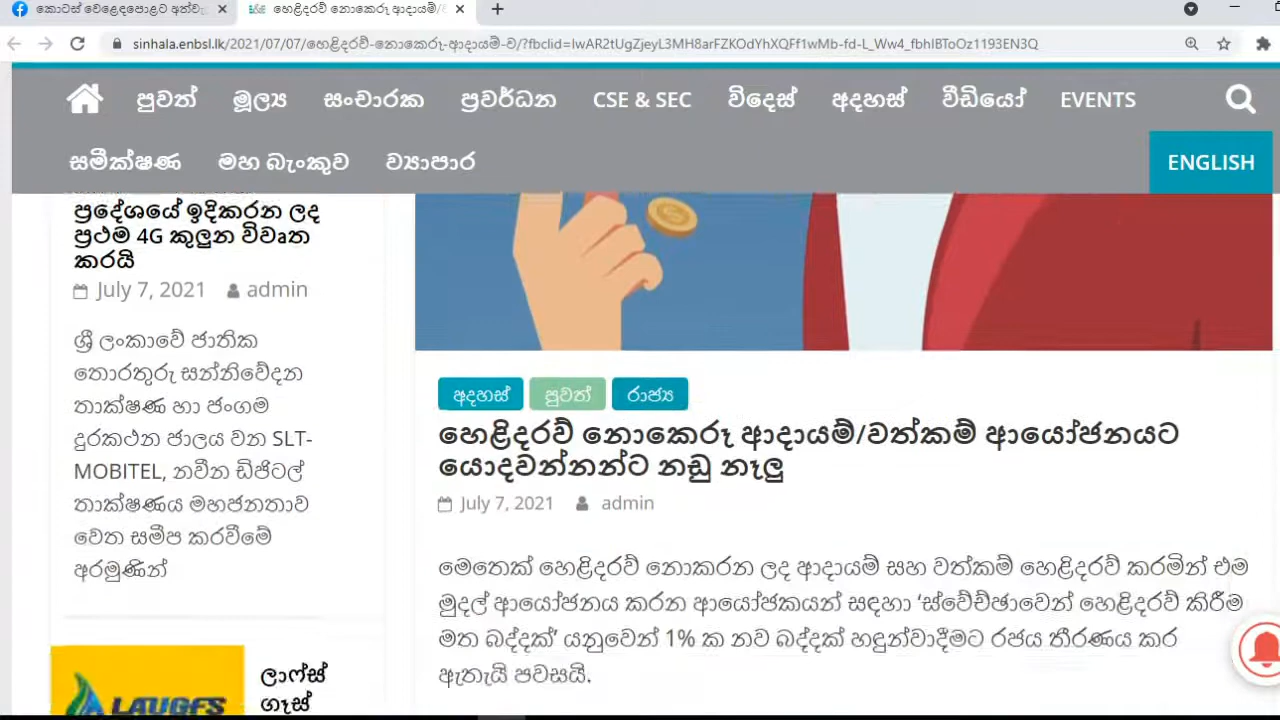 කොටස් වෙළෙඳපොළට අත්වැ
හෙළිදරව් නොකෙරූ ආදායම්/ව
sinhala.enbsl.lk/2021/07/07/හෙළිදරව්-නොකෙරූ-ආදායම්-ව/?fbclid=IwAR2tUgZjeyL3MH8arFZKOdYhXQFf1wMb-fd-L_Ww4_fbhIBToOz1193EN3Q
පුවත් මූල්‍ය සංචාරක ප්‍රවර්ධන CSE & SEC විදෙස් අදහස් වීඩියෝ EVENTS
සමීක්ෂණ මහ බැංකුව ව්‍යාපාර ENGLISH
ප්‍රදේශයේ ඉදිකරන ලද
ප්‍රථම 4G කුලුන විවෘත
කරයි
July 7, 2021 admin
ශ්‍රී ලංකාවේ ජාතික
තොරතුරු සන්නිවේදන
තාක්ෂණ හා ජංගම
දුරකථන ජාලය වන SLT-
MOBITEL, නවීන ඩිජිටල්
තාක්ෂණය මහජනතාව
වෙත සමීප කරවීමේ
අරමුණින්
LAUGFS
ලාෆ්ස්
ගෑස්
අදහස් පුවත් රාජ්‍ය
හෙළිදරව් නොකෙරූ ආදායම්/වත්කම් ආයෝජනයට
යොදවන්නන්ට නඩු නෑලු
July 7, 2021 admin
මෙතෙක් හෙළිදරව් නොකරන ලද ආදායම් සහ වත්කම් හෙළිදරව් කරමින් එම
මුදල් ආයෝජනය කරන ආයෝජකයන් සඳහා ‘ස්වේච්ඡාවෙන් හෙළිදරව් කිරීම
මත බද්දක්’ යනුවෙන් 1% ක නව බද්දක් හඳුන්වාදීමට රජය තීරණය කර
ඇතැයි පවසයි.